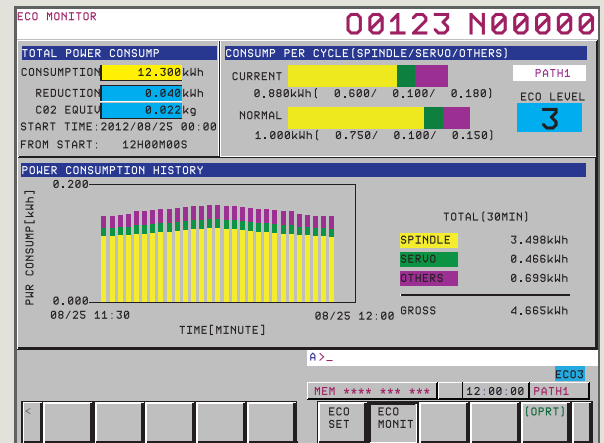 ECO MONITOR O0123 N00000
TOTAL POWER CONSUMP
CONSUMPTION 12.300kWh
REDUCTION 0.040kWh
CO2 EQUIV 0.022kg
START TIME:2012/08/25 00:00
FROM START: 12H00M00S
CONSUMP PER CYCLE(SPINDLE/SERVO/OTHERS)
CURRENT
0.880kWh( 0.600/ 0.100/ 0.180)
NORMAL
1.000kWh( 0.750/ 0.100/ 0.150)
PATH1
ECO LEVEL
3
POWER CONSUMPTION HISTORY
PWR CONSUMP[kWh]
0.200
0.000
08/25 11:30 08/25 12:00
TIME[MINUTE]
TOTAL(30MIN)
SPINDLE 3.498kWh
SERVO 0.466kWh
OTHERS 0.699kWh
GROSS 4.665kWh
A>_
ECO3
MEM **** *** *** 12:00:00 PATH1
< ECO SET ECO MONIT (OPRT)